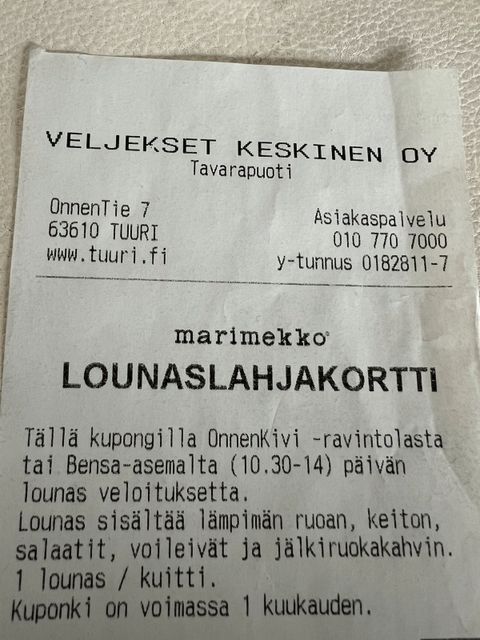 VELJEKSET KESKINEN OY
Tavarapuoti
OnnenTie 7
63610 TUURI
www.tuuri.fi
Asiakaspalvelu
010 770 7000
y-tunnus 0182811-7
marimekko®
LOUNASLAHJAKORTTI
Tällä kupongilla OnnenKivi -ravintolasta
tai Bensa-asemalta (10.30-14) päivän
lounas veloituksetta.
Lounas sisältää lämpimän ruoan, keiton,
salaatit, voileivät ja jälkiruokakahvin.
1 lounas / kuitti.
Kuponki on voimassa 1 kuukauden.